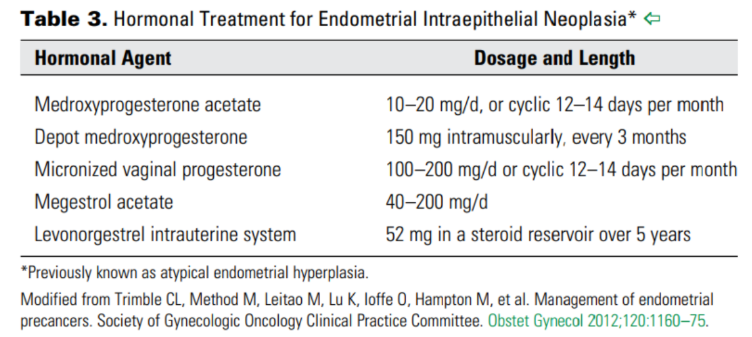 Table 3. Hormonal Treatment for Endometrial Intraepithelial Neoplasia* ⇦
Hormonal Agent Dosage and Length
Medroxyprogesterone acetate 10–20 mg/d, or cyclic 12–14 days per month
Depot medroxyprogesterone 150 mg intramuscularly, every 3 months
Micronized vaginal progesterone 100–200 mg/d or cyclic 12–14 days per month
Megestrol acetate 40–200 mg/d
Levonorgestrel intrauterine system 52 mg in a steroid reservoir over 5 years
*Previously known as atypical endometrial hyperplasia.
Modified from Trimble CL, Method M, Leitao M, Lu K, Ioffe O, Hampton M, et al. Management of endometrial
precancers. Society of Gynecologic Oncology Clinical Practice Committee. Obstet Gynecol 2012;120:1160–75.